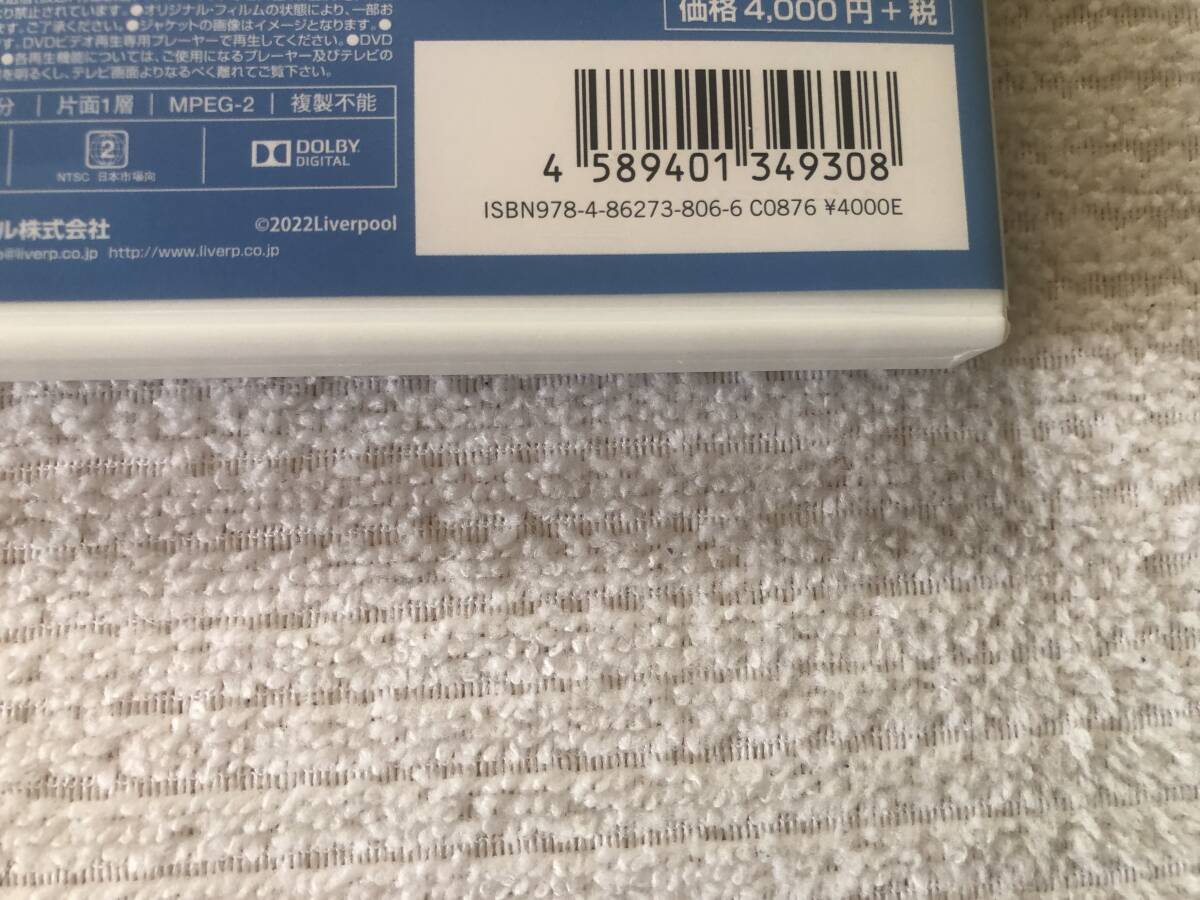 り禁止されています。●オリジナル・フィルムの状態により、一部お
ます。ご了承ください。●ジャケットの画像はイメージとなります。●
す。DVDビデオ再生専用プレーヤーで再生してください。●DVD
●各再生機能については、ご使用になるプレーヤー及びテレビの
を明るくし、テレビ画面よりなるべく離れてご覧下さい。
価格 4,000 円+税
分 片面1層 MPEG-2 複製不能
2
NTSC 日本市場向
DOLBY
DIGITAL
ル株式会社
©2022Liverpool
@liverp.co.jp http://www.liverp.co.jp
4 589401 349308
ISBN978-4-86273-806-6 C0876 ¥4000E